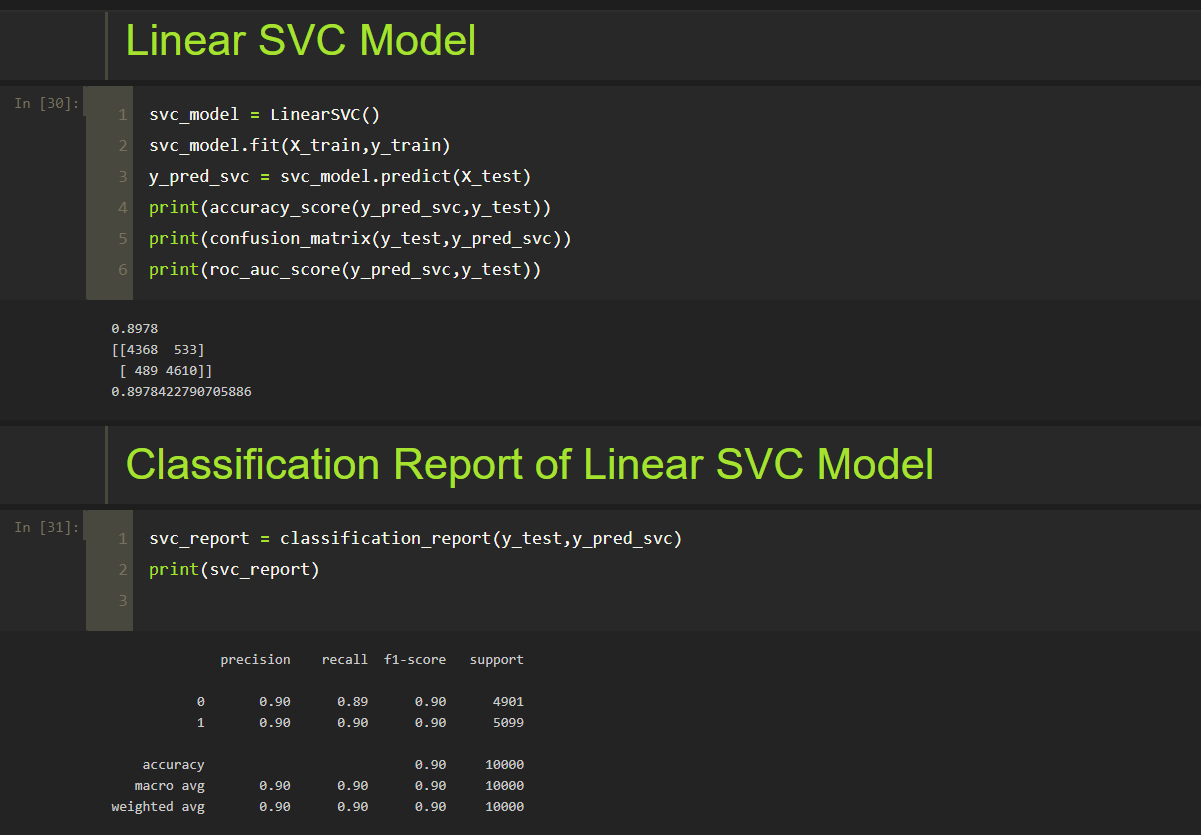 Linear SVC Model
In [30]:
1 svc_model = LinearSVC()
2 svc_model.fit(X_train,y_train)
3 y_pred_svc = svc_model.predict(X_test)
4 print(accuracy_score(y_pred_svc,y_test))
5 print(confusion_matrix(y_test,y_pred_svc))
6 print(roc_auc_score(y_pred_svc,y_test))
0.8978
[[4368  533]
 [ 489 4610]]
0.8978422790705886
Classification Report of Linear SVC Model
In [31]:
1 svc_report = classification_report(y_test,y_pred_svc)
2 print(svc_report)
3
precision    recall  f1-score   support
0       0.90      0.89      0.90      4901
1       0.90      0.90      0.90      5099
accuracy                           0.90     10000
macro avg       0.90      0.90      0.90     10000
weighted avg       0.90      0.90      0.90     10000